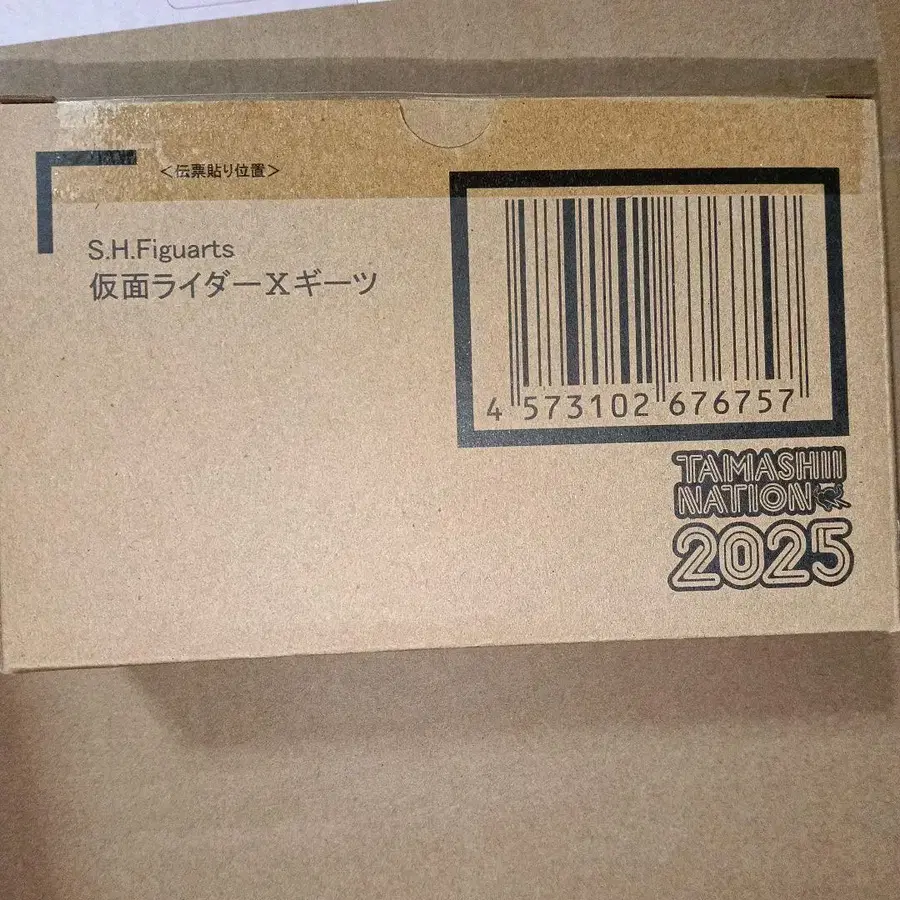 <伝票貼り位置>
S.H.Figuarts
仮面ライダーXギーツ
4 573102 676757
TAMASHII
NATION
2025